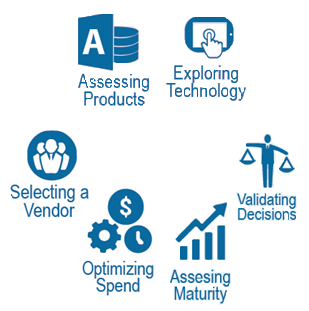 A
Assessing
Products
Exploring
Technology
Selecting a
Vendor
Validating
Decisions
$
Optimizing
Spend
Assesing
Maturity